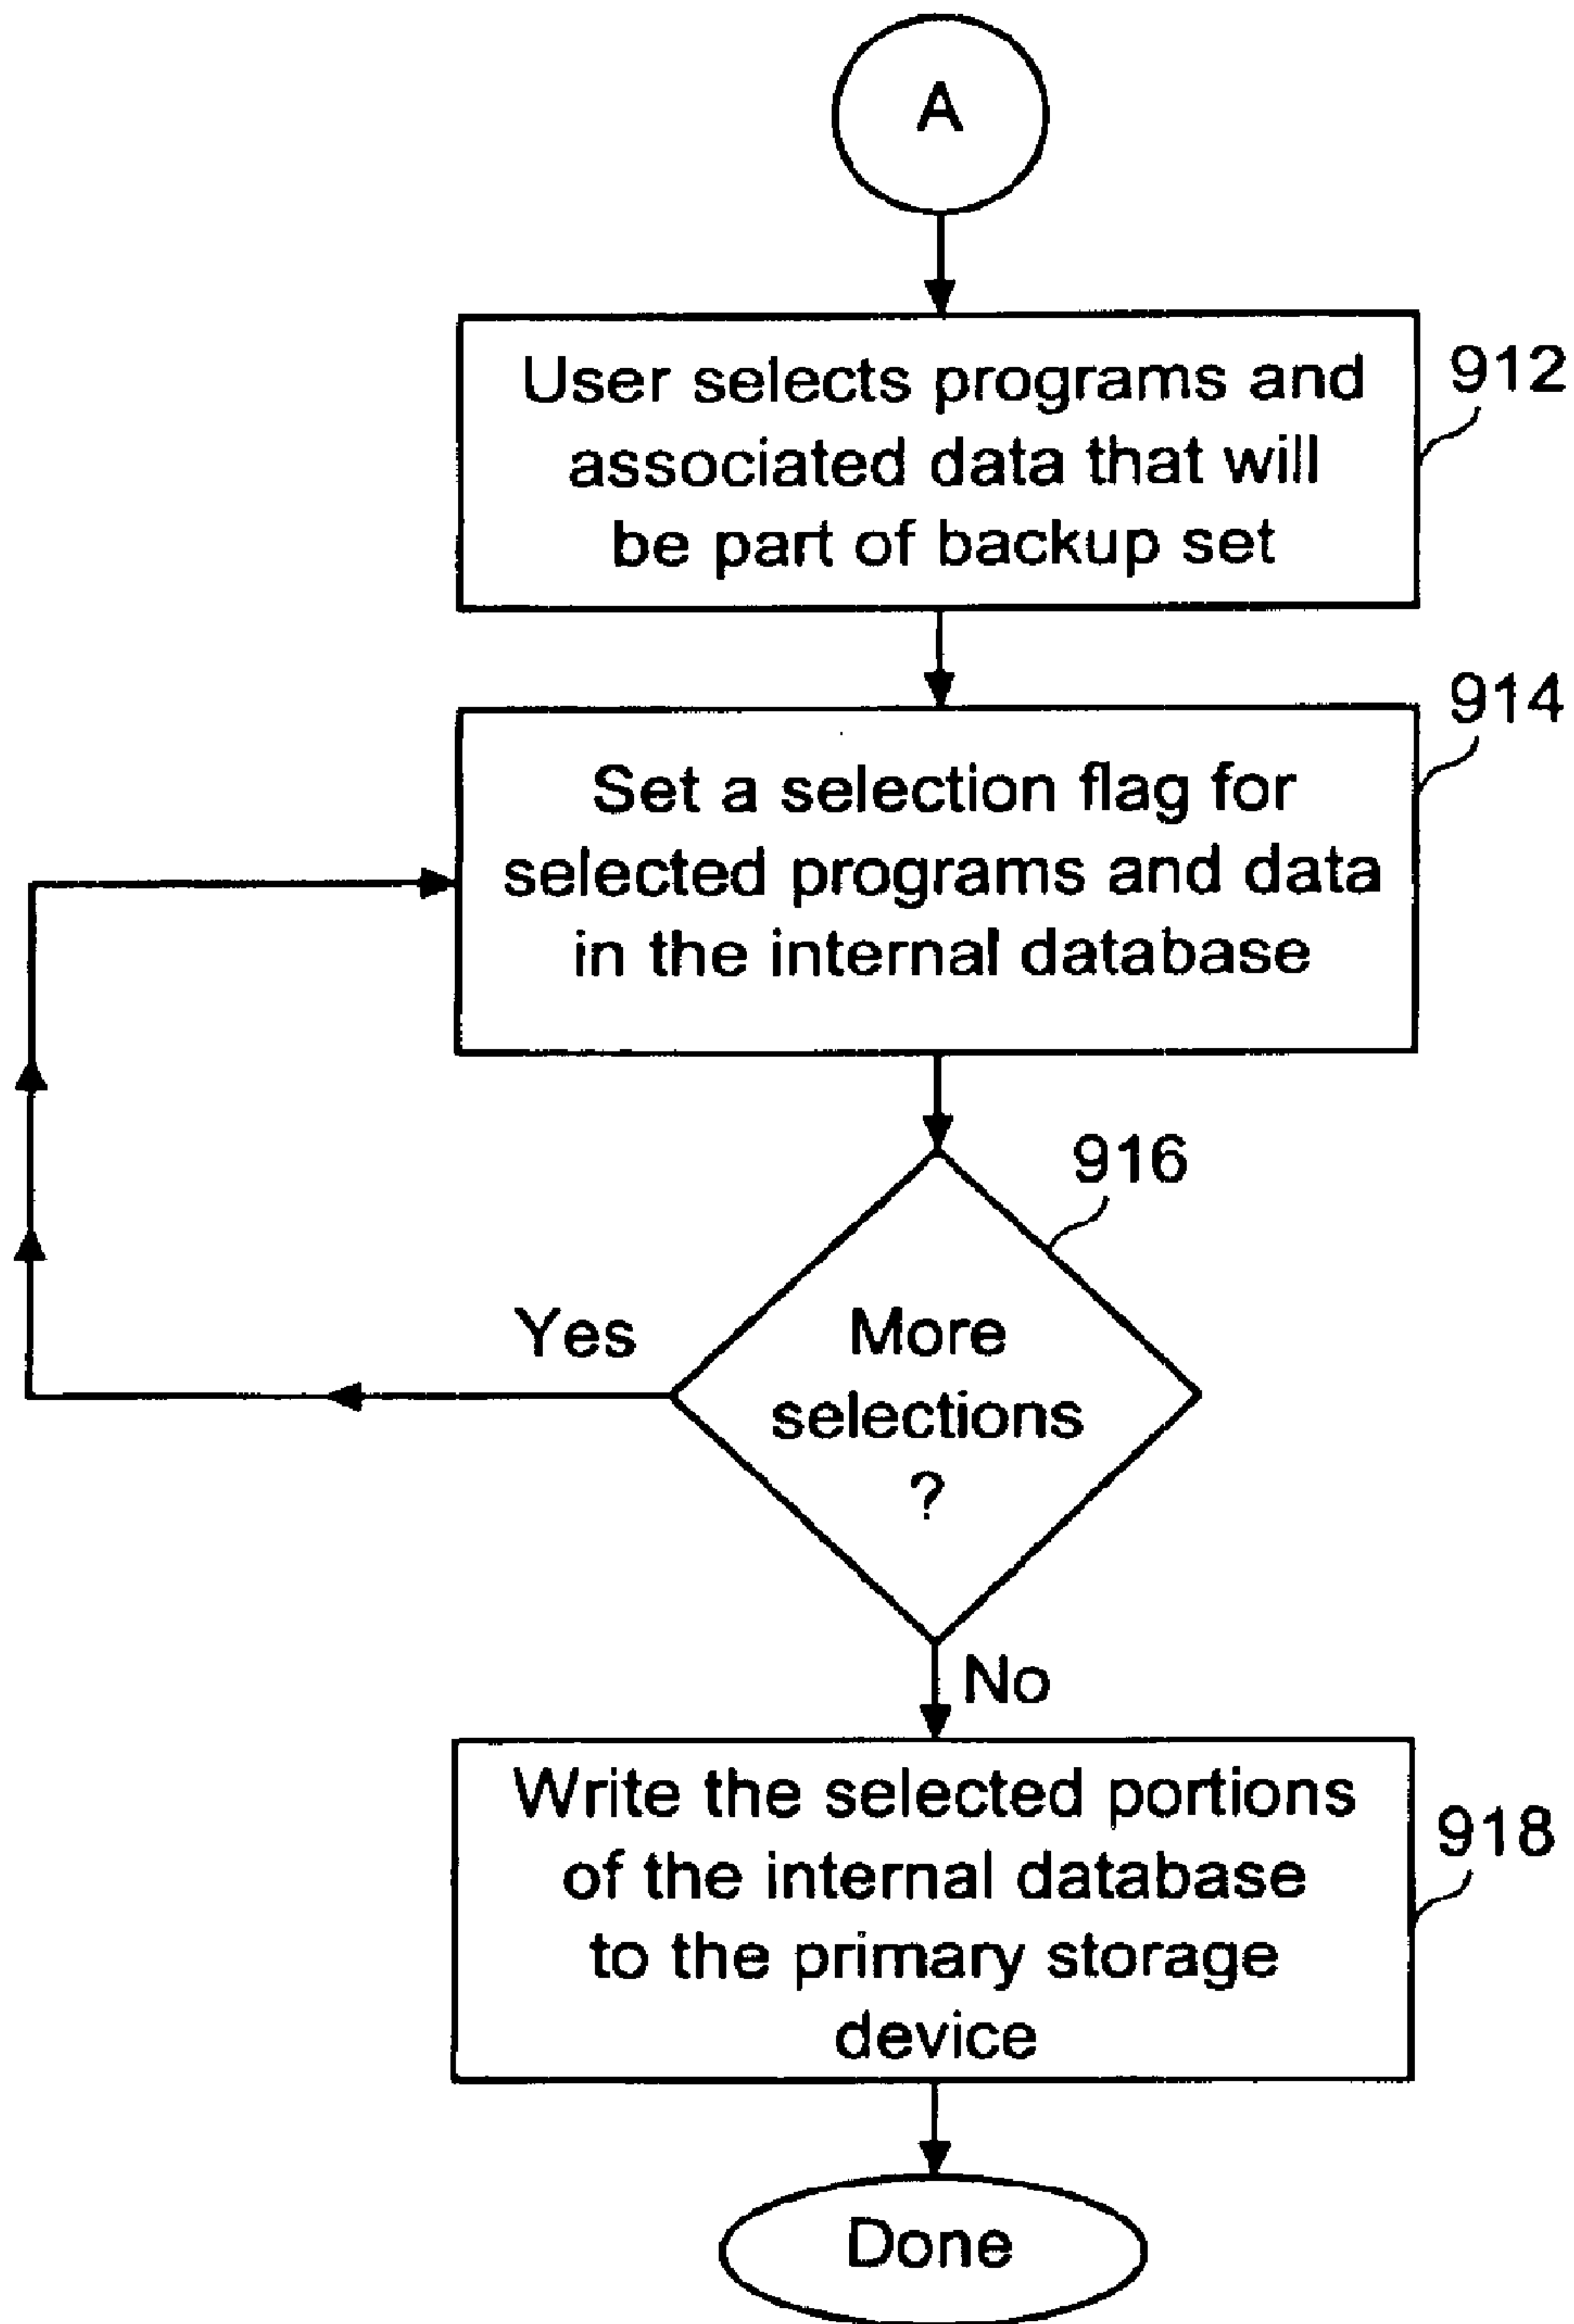 A
User selects programs and
associated data that will
be part of backup set
912
914
Set a selection flag for
selected programs and data
in the internal database
916
More
selections
?
Yes
No
Write the selected portions
of the internal database
to the primary storage
device
918
Done